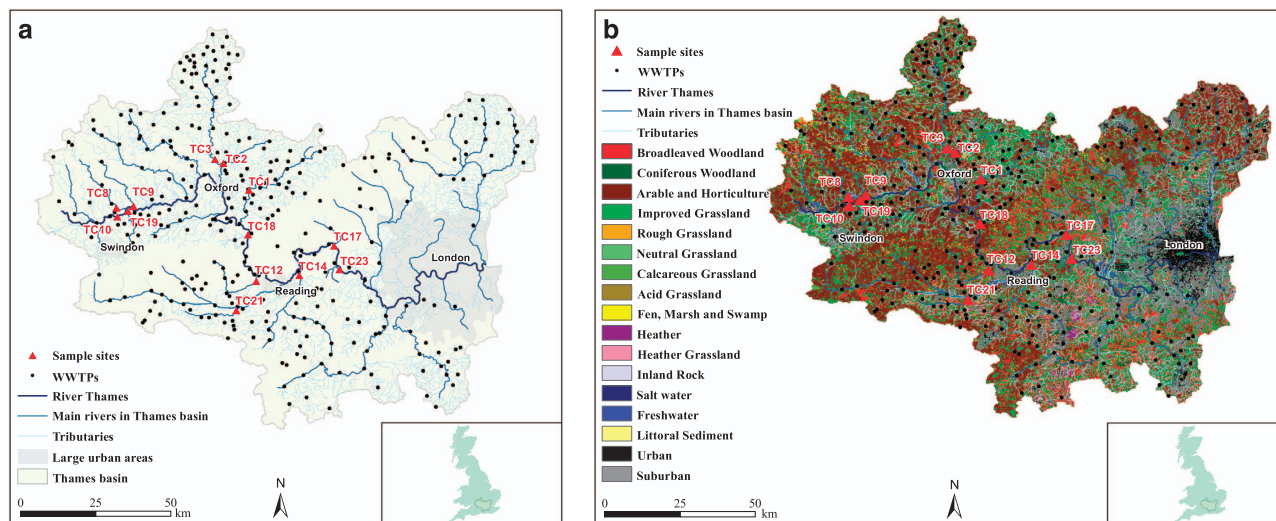 a
TC3
TC2
Oxford
TC1
TC8
TC9
TC10
TC19
Swindon
TC18
TC17
TC12
TC14
TC23
Reading
London
TC21
Sample sites
WWTPs
River Thames
Main rivers in Thames basin
Tributaries
Large urban areas
Thames basin
0 25 50
km
N
b
Sample sites
WWTPs
River Thames
Main rivers in Thames basin
Tributaries
Broadleaved Woodland
Coniferous Woodland
Arable and Horticulture
Improved Grassland
Rough Grassland
Neutral Grassland
Calcareous Grassland
Acid Grassland
Fen, Marsh and Swamp
Heather
Heather Grassland
Inland Rock
Salt water
Freshwater
Littoral Sediment
Urban
Suburban
TC3
TC2
Oxford
TC1
TC8
TC9
TC10
TC19
Swindon
TC18
TC17
TC12
TC14
TC23
Reading
London
TC21
0 25 50
km
N